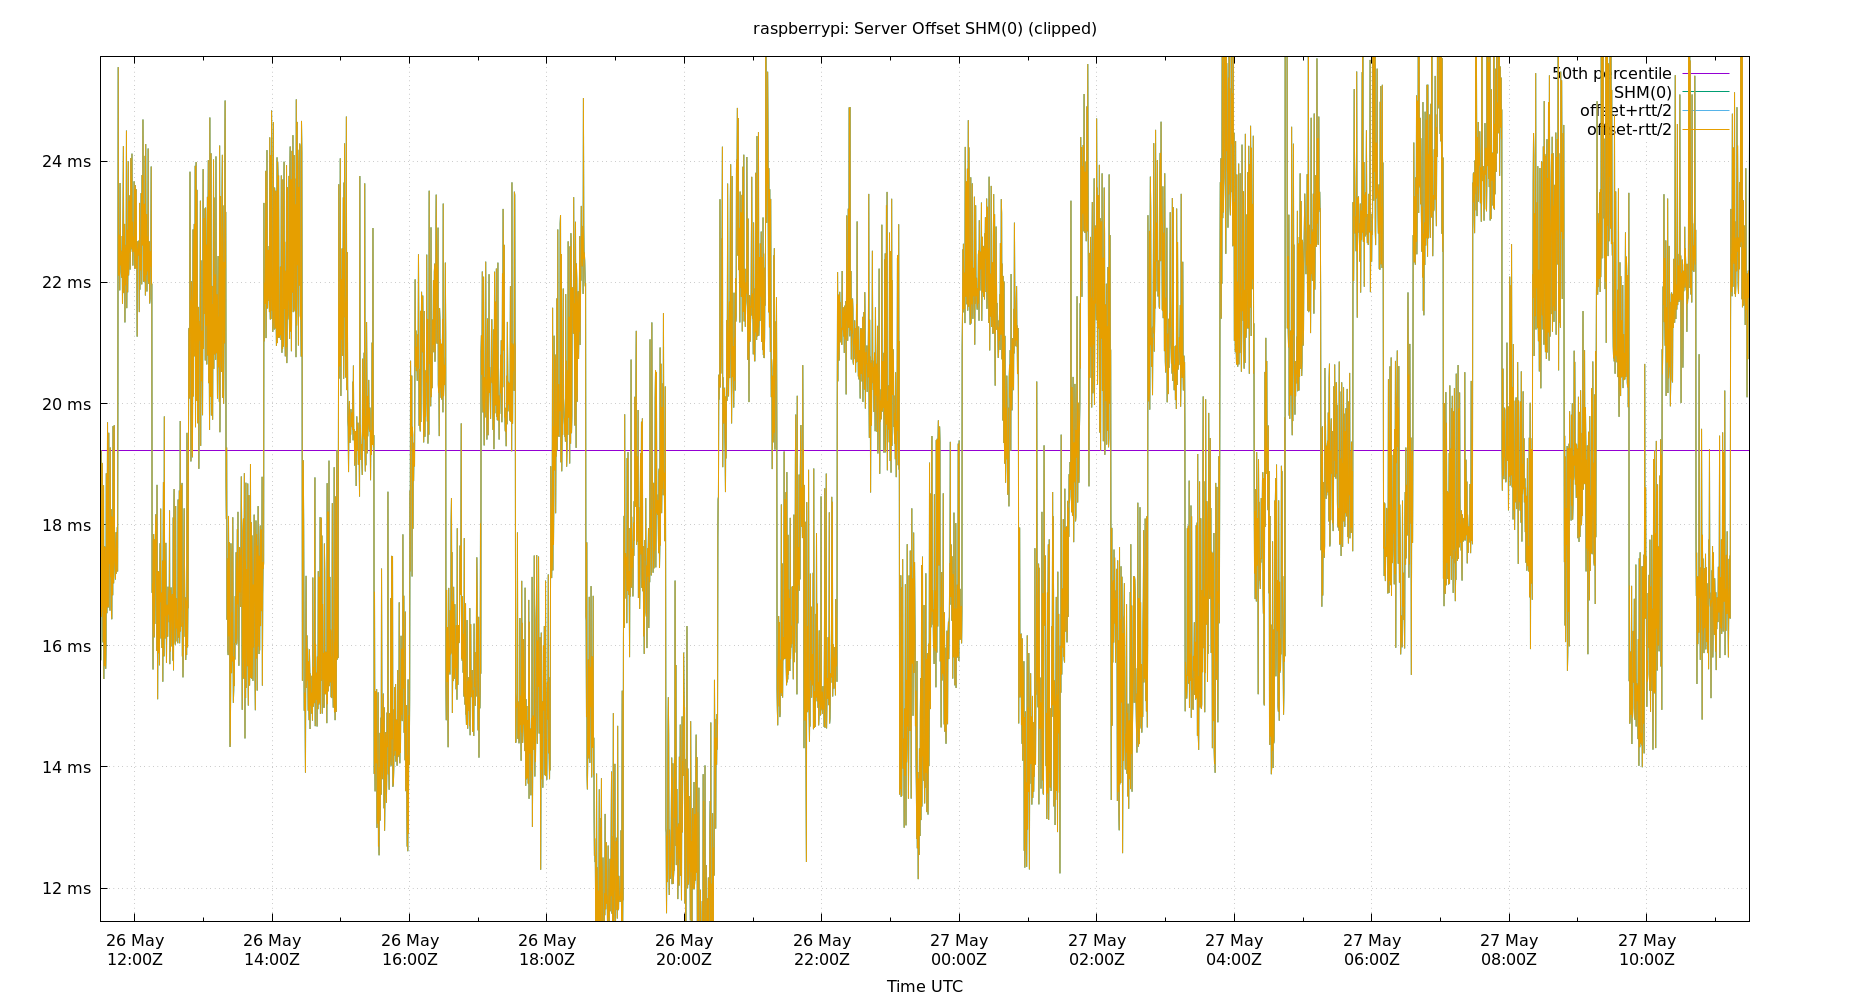 raspberrypi: Server Offset SHM(0) (clipped)
50th percentile
SHM(0)
offset+rtt/2
offset-rtt/2
24 ms
22 ms
20 ms
18 ms
16 ms
14 ms
12 ms
26 May 26 May 26 May 26 May 26 May 26 May 27 May 27 May 27 May 27 May 27 May 27 May
12:00Z 14:00Z 16:00Z 18:00Z 20:00Z 22:00Z 00:00Z 02:00Z 04:00Z 06:00Z 08:00Z 10:00Z
Time UTC